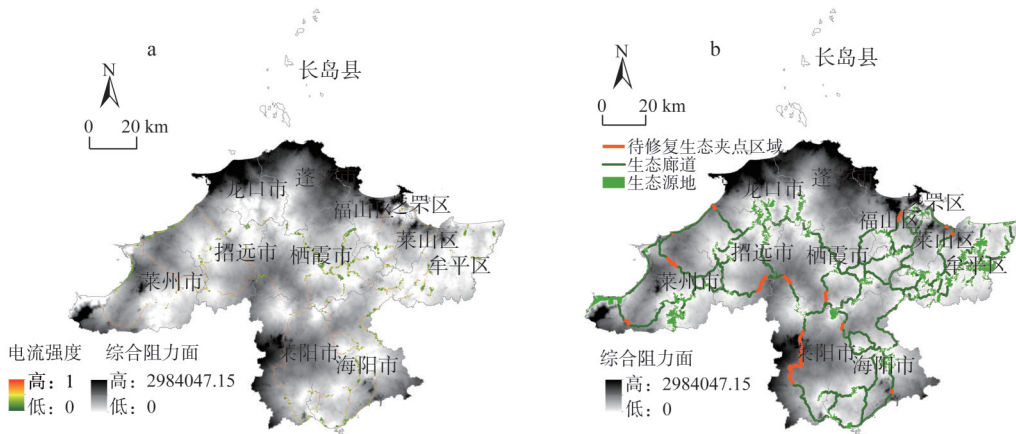 a
长岛县
N
0 20 km
龙口市
蓬
福山区
芝罘区
莱山区
招远市
栖霞市
牟平区
莱州市
莱阳市
海阳市
电流强度
高：1
低：0
综合阻力面
高：2984047.15
低：0
b
长岛县
N
0 20 km
待修复生态夹点区域
生态廊道
生态源地
龙口市
蓬
福山区
芝罘区
莱山区
招远市
栖霞市
牟平区
莱州市
莱阳市
海阳市
综合阻力面
高：2984047.15
低：0